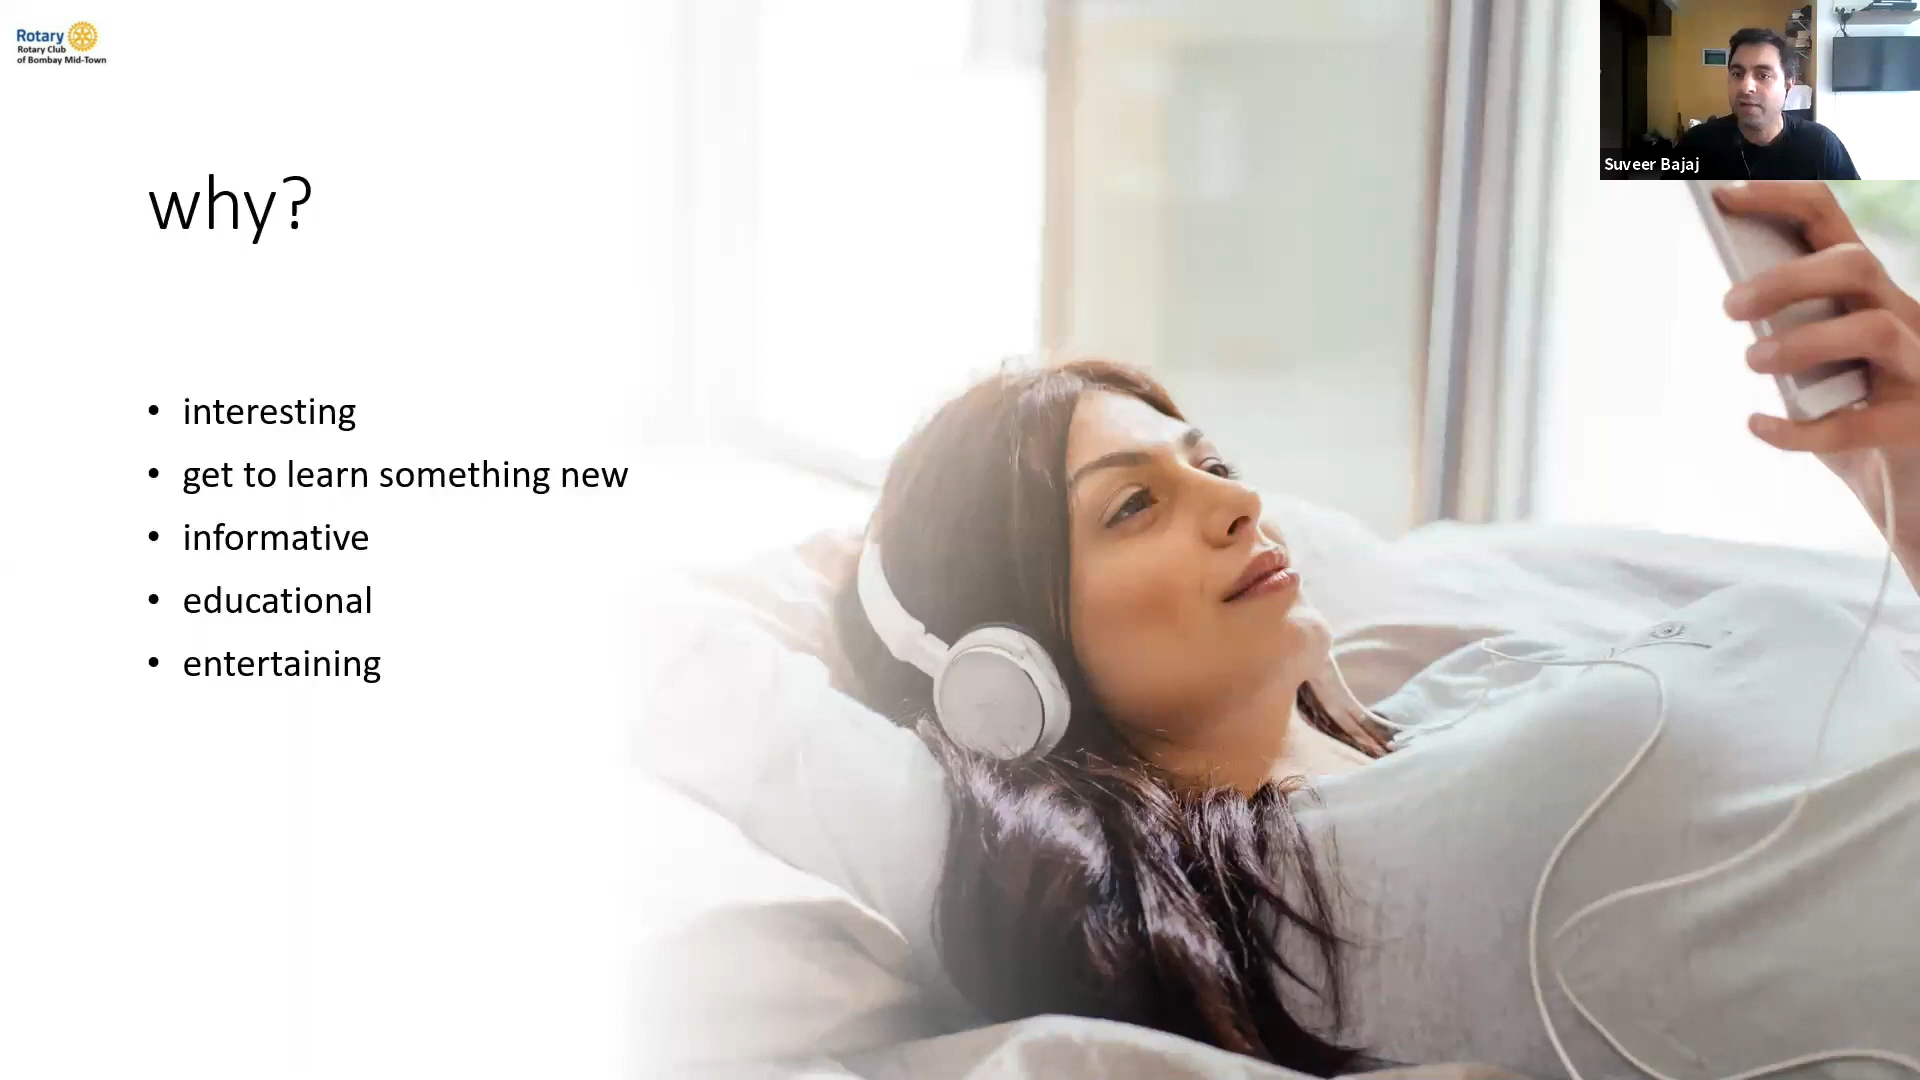 Rotary
Rotary Club
of Bombay Mid-Town
Suveer Bajaj
why?
• interesting
• get to learn something new
• informative
• educational
• entertaining